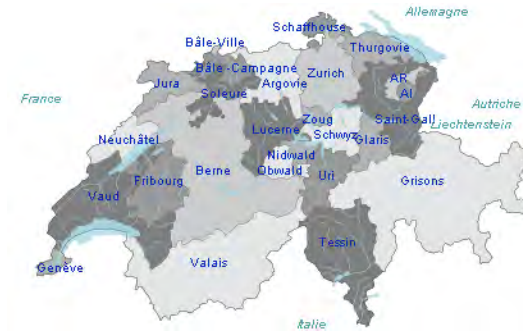 Allemagne
Schaffhouse
Bâle-Ville
Thurgovie
Bâle-Campagne
Zurich
Jura
Argovie
AR
AI
Soleure
France
Autriche
Zoug
Saint-Gall
Liechtenstein
Lucerne
Schwyz
Neuchâtel
Glaris
Nidwald
Obwald
Berne
Uri
Fribourg
Grisons
Vaud
Tessin
Valais
Genève
Italie